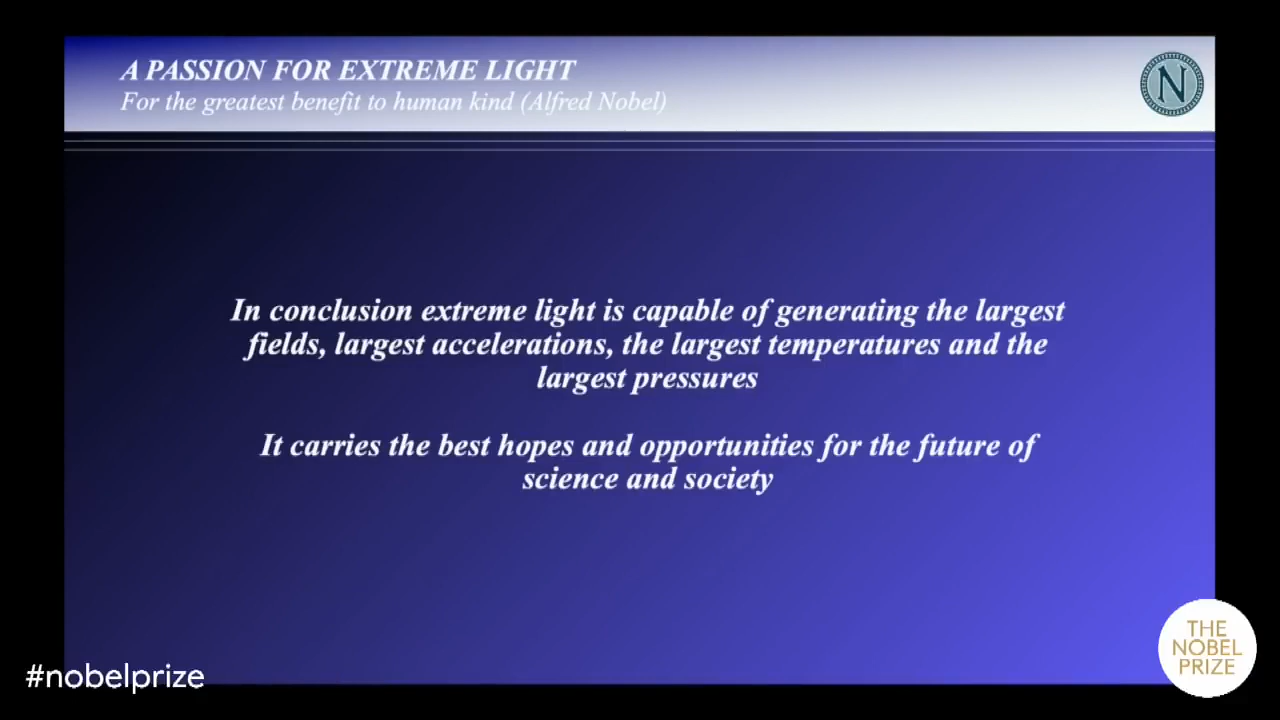 A PASSION FOR EXTREME LIGHT
For the greatest benefit to human kind (Alfred Nobel)
N
In conclusion extreme light is capable of generating the largest
fields, largest accelerations, the largest temperatures and the
largest pressures
It carries the best hopes and opportunities for the future of
science and society
#nobelprize
THE
NOBEL
PRIZE